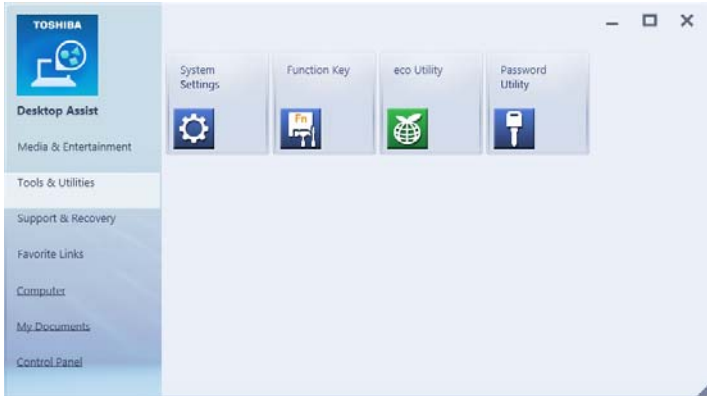 TOSHIBA
Desktop Assist
Media & Entertainment
Tools & Utilities
Support & Recovery
Favorite Links
Computer
My Documents
Control Panel
System
Settings
Function Key
Fn
eco Utility
Password
Utility